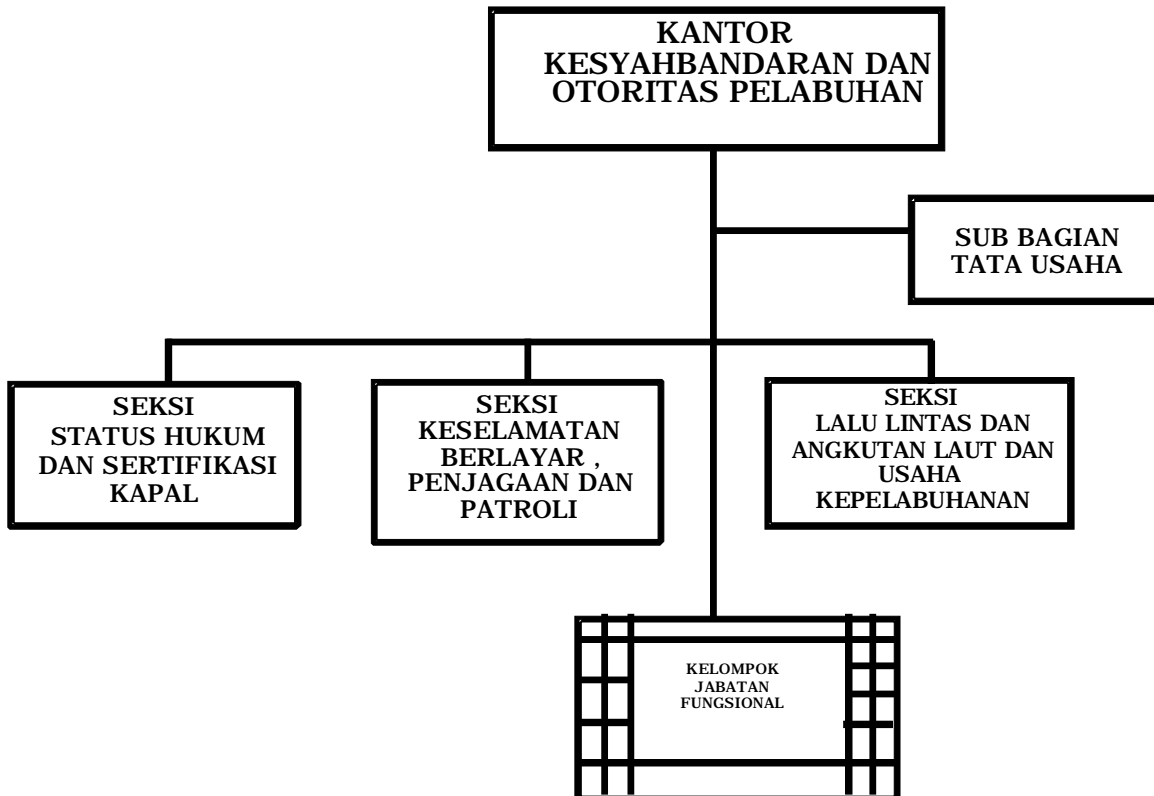 KANTOR
KESYAHBANDARAN DAN
OTORITAS PELABUHAN
SUB BAGIAN
TATA USAHA
SEKSI
STATUS HUKUM
DAN SERTIFIKASI
KAPAL
SEKSI
KESELAMATAN
BERLAYAR ,
PENJAGAAN DAN
PATROLI
SEKSI
LALU LINTAS DAN
ANGKUTAN LAUT DAN
USAHA
KEPELABUHANAN
KELOMPOK
JABATAN
FUNGSIONAL